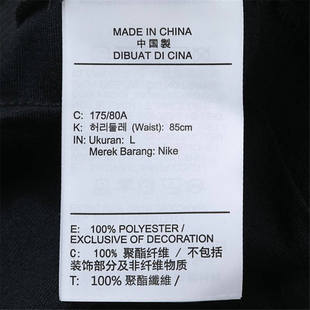 MADE IN CHINA
中国製
DIBUAT DI CINA
C: 175/80A
K: 허리둘레 (Waist): 85cm
IN: Ukuran: L
Merek Barang: Nike
E: 100% POLYESTER /
EXCLUSIVE OF DECORATION
C: 100% 聚酯纤维 / 不包括
装饰部分及非纤维物质
T: 100% 聚酯纖維 /